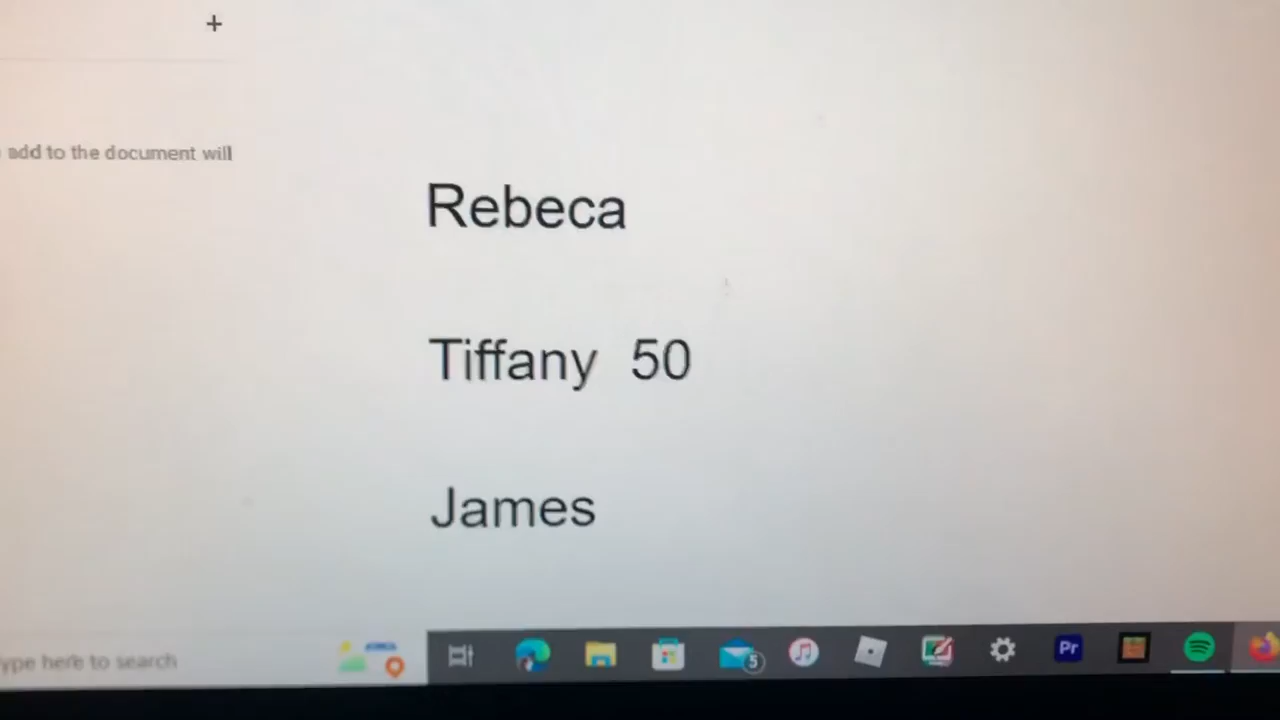 +
add to the document will
Rebeca
Tiffany 50
James
ype here to search
5
Pr